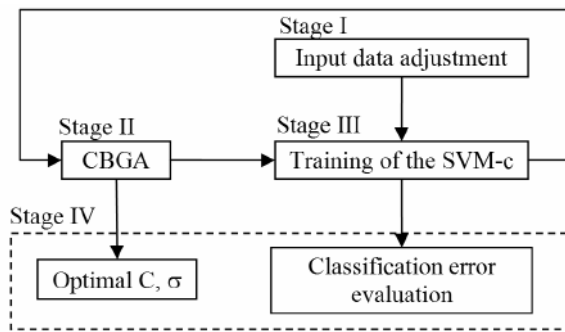 Stage I
Input data adjustment
Stage II
CBGA
Stage III
Training of the SVM-c
Stage IV
Optimal C, σ
Classification error
evaluation